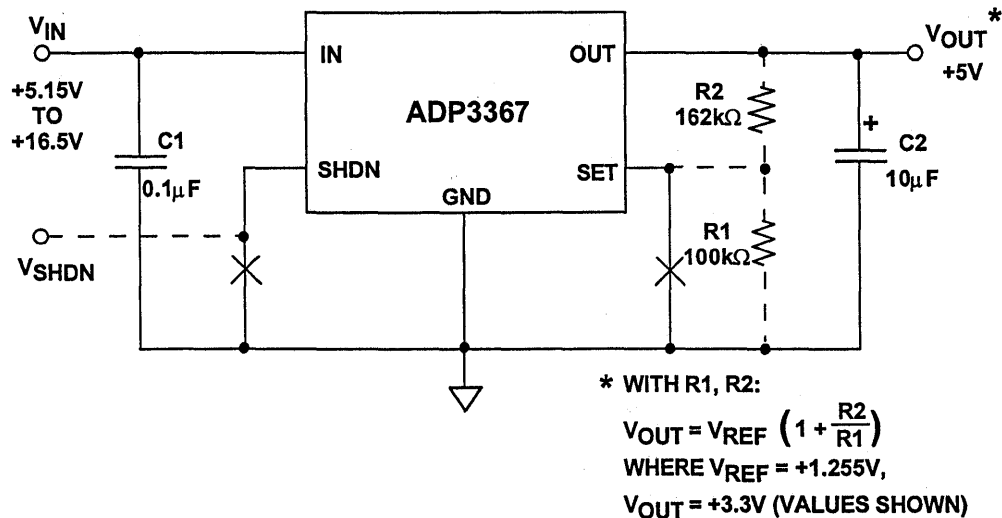 VIN
+5.15V
TO
+16.5V
C1
0.1μF
VSHDN
IN
OUT
ADP3367
SHDN
SET
GND
R2
162kΩ
R1
100kΩ
+
C2
10μF
VOUT *
+5V
* WITH R1, R2:
VOUT = VREF (1 + R2/R1)
WHERE VREF = +1.255V,
VOUT = +3.3V (VALUES SHOWN)